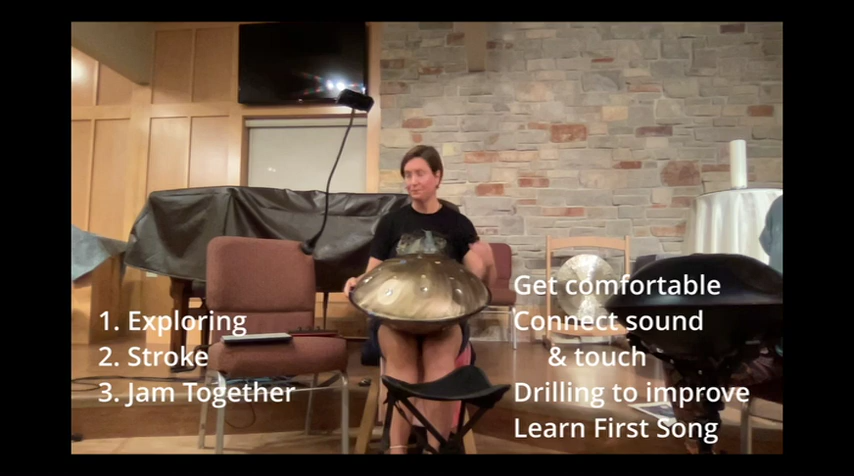 1. Exploring
2. Stroke
3. Jam Together
Get comfortable
Connect sound
& touch
Drilling to improve
Learn First Song